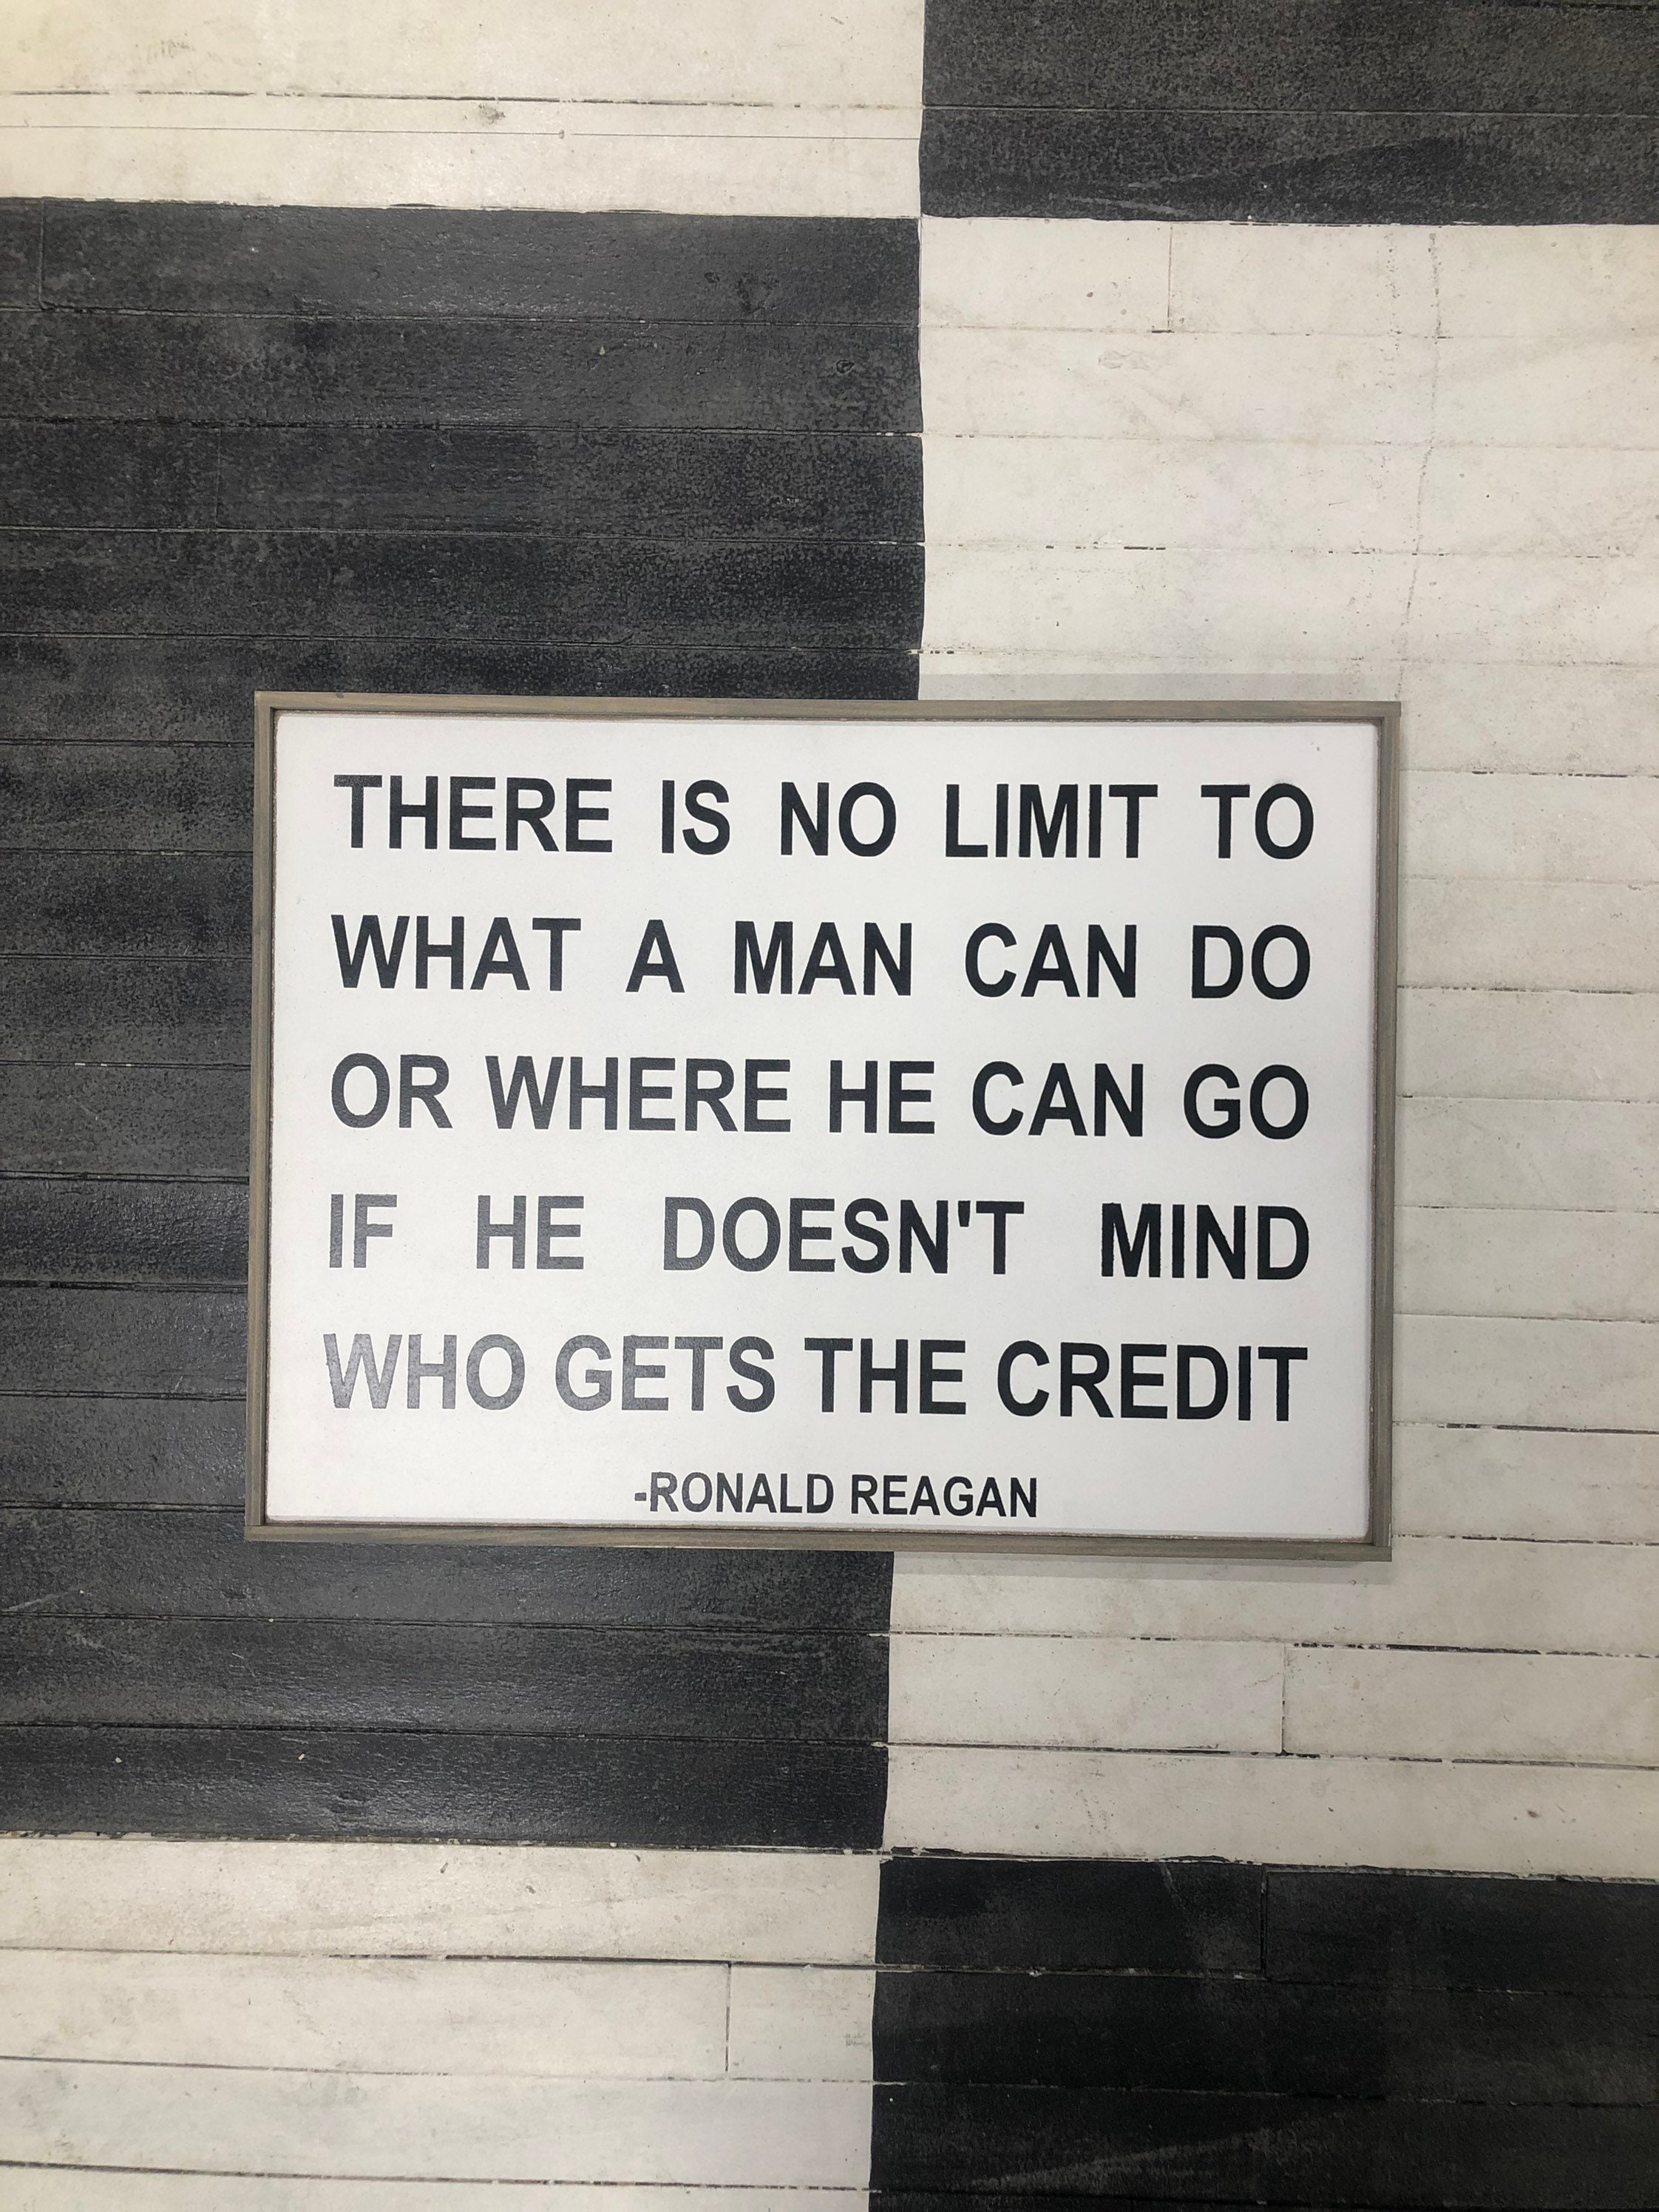 THERE IS NO LIMIT TO
WHAT A MAN CAN DO
OR WHERE HE CAN GO
IF HE DOESN'T MIND
WHO GETS THE CREDIT
-RONALD REAGAN